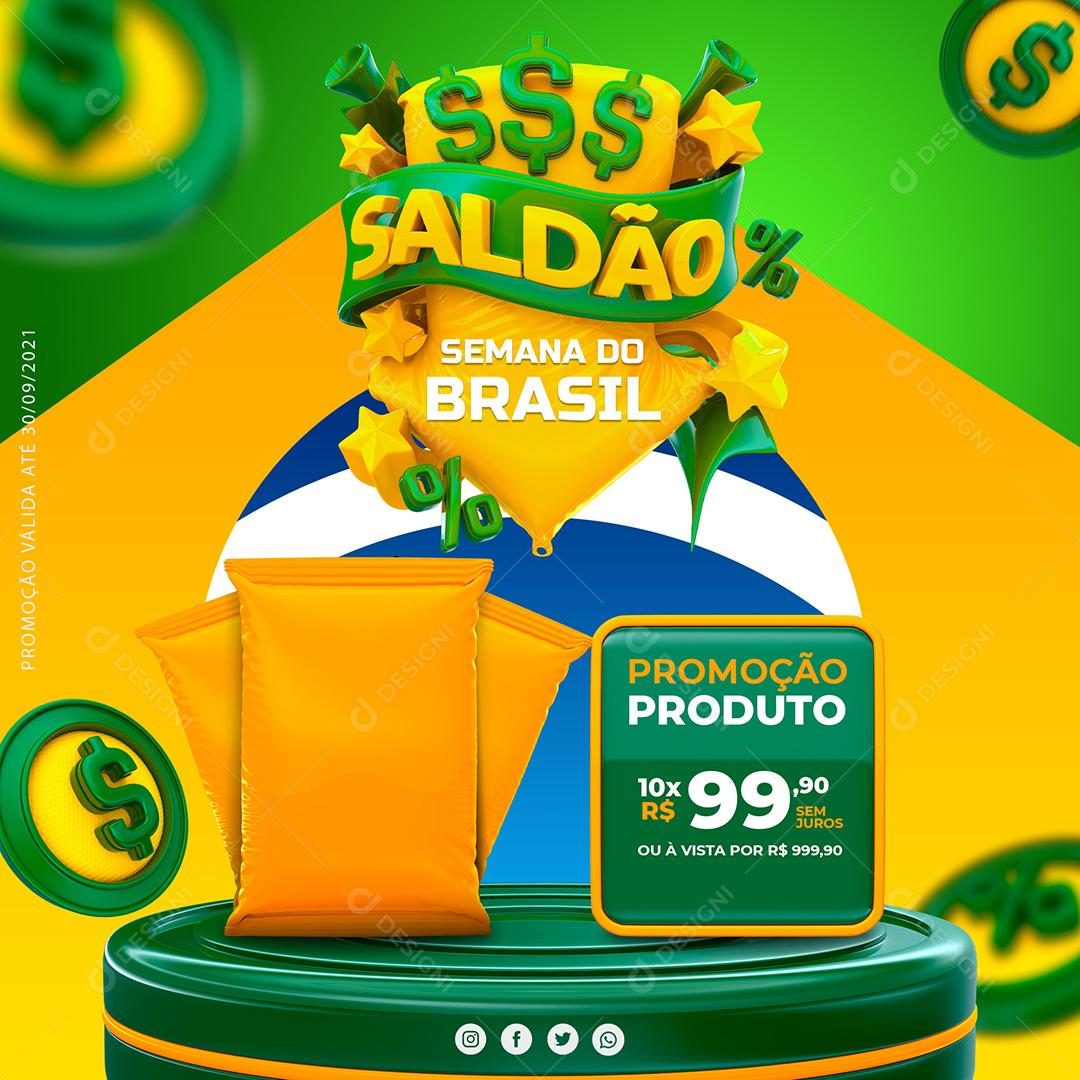 $$$
SALDÃO
%
SEMANA DO
BRASIL
%
PROMOÇÃO VÁLIDA ATÉ 30/09/2021
PROMOÇÃO
PRODUTO
10x
R$ 99,90
SEM
JUROS
OU À VISTA POR R$ 999,90
$
$
$
%
DESIGNI